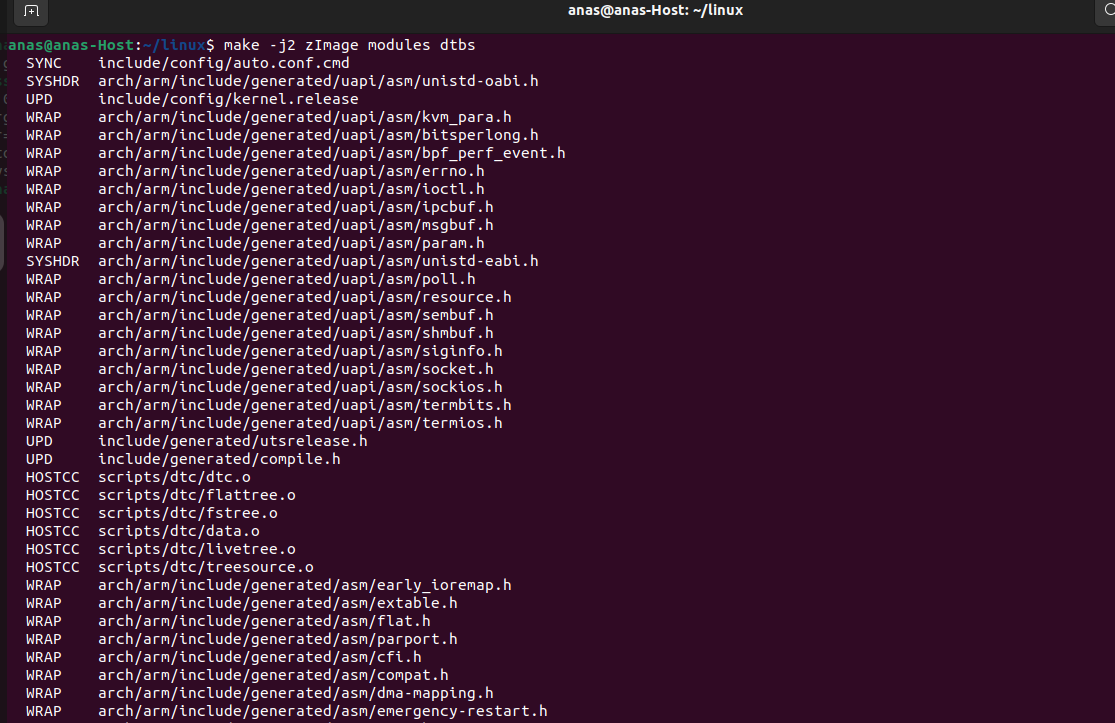 anas@anas-Host: ~/linux
anas@anas-Host:~/linux$ make -j2 zImage modules dtbs
SYNC include/config/auto.conf.cmd
SYSHDR arch/arm/include/generated/uapi/asm/unistd-oabi.h
UPD include/config/kernel.release
WRAP arch/arm/include/generated/uapi/asm/kvm_para.h
WRAP arch/arm/include/generated/uapi/asm/bitsperlong.h
WRAP arch/arm/include/generated/uapi/asm/bpf_perf_event.h
WRAP arch/arm/include/generated/uapi/asm/errno.h
WRAP arch/arm/include/generated/uapi/asm/ioctl.h
WRAP arch/arm/include/generated/uapi/asm/ipcbuf.h
WRAP arch/arm/include/generated/uapi/asm/msgbuf.h
WRAP arch/arm/include/generated/uapi/asm/param.h
SYSHDR arch/arm/include/generated/uapi/asm/unistd-eabi.h
WRAP arch/arm/include/generated/uapi/asm/poll.h
WRAP arch/arm/include/generated/uapi/asm/resource.h
WRAP arch/arm/include/generated/uapi/asm/sembuf.h
WRAP arch/arm/include/generated/uapi/asm/shmbuf.h
WRAP arch/arm/include/generated/uapi/asm/siginfo.h
WRAP arch/arm/include/generated/uapi/asm/socket.h
WRAP arch/arm/include/generated/uapi/asm/sockios.h
WRAP arch/arm/include/generated/uapi/asm/termbits.h
WRAP arch/arm/include/generated/uapi/asm/termios.h
UPD include/generated/utsrelease.h
UPD include/generated/compile.h
HOSTCC scripts/dtc/dtc.o
HOSTCC scripts/dtc/flattree.o
HOSTCC scripts/dtc/fstree.o
HOSTCC scripts/dtc/data.o
HOSTCC scripts/dtc/livetree.o
HOSTCC scripts/dtc/treesource.o
WRAP arch/arm/include/generated/asm/early_ioremap.h
WRAP arch/arm/include/generated/asm/extable.h
WRAP arch/arm/include/generated/asm/flat.h
WRAP arch/arm/include/generated/asm/parport.h
WRAP arch/arm/include/generated/asm/cfi.h
WRAP arch/arm/include/generated/asm/compat.h
WRAP arch/arm/include/generated/asm/dma-mapping.h
WRAP arch/arm/include/generated/asm/emergency-restart.h